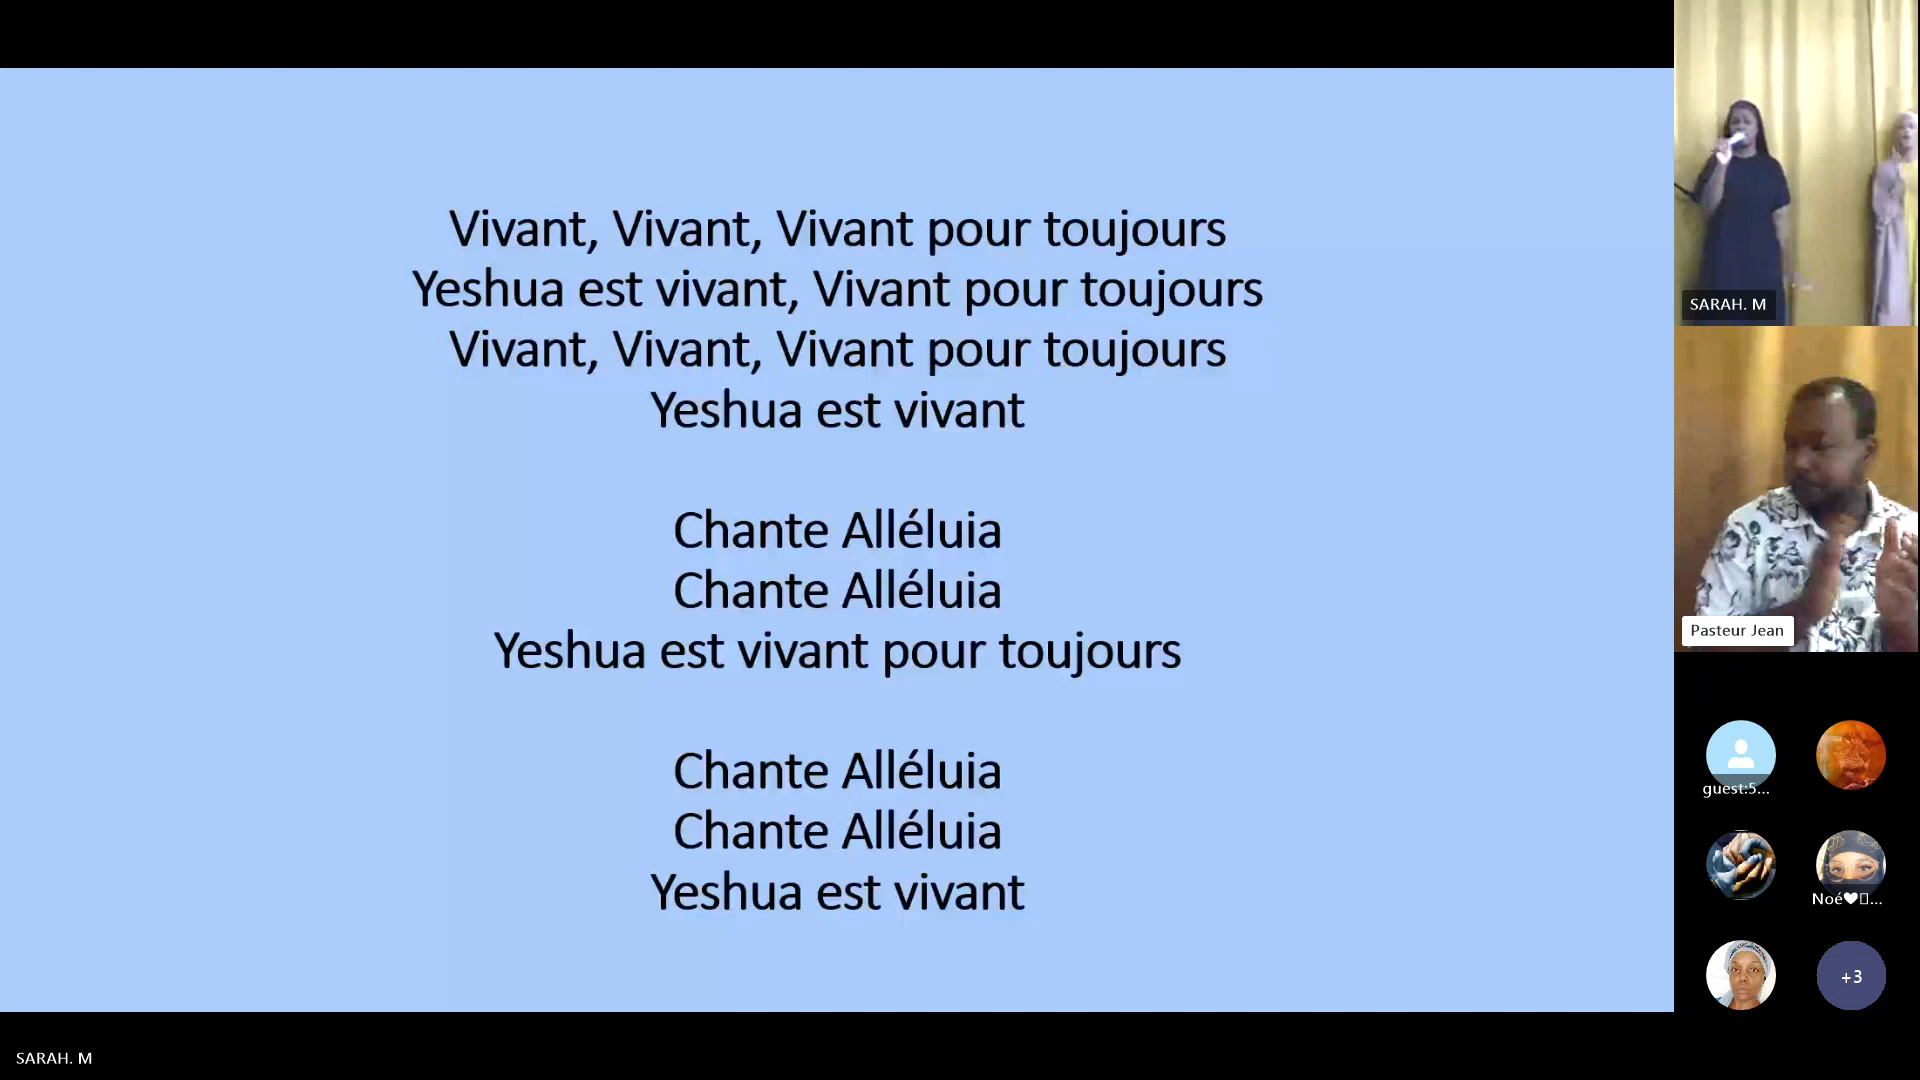 Vivant, Vivant, Vivant pour toujours
Yeshua est vivant, Vivant pour toujours
Vivant, Vivant, Vivant pour toujours
Yeshua est vivant
Chante Alléluia
Chante Alléluia
Yeshua est vivant pour toujours
Chante Alléluia
Chante Alléluia
Yeshua est vivant
SARAH. M
Pasteur Jean
guest:5...
Noé🤍▯...
+3
SARAH. M